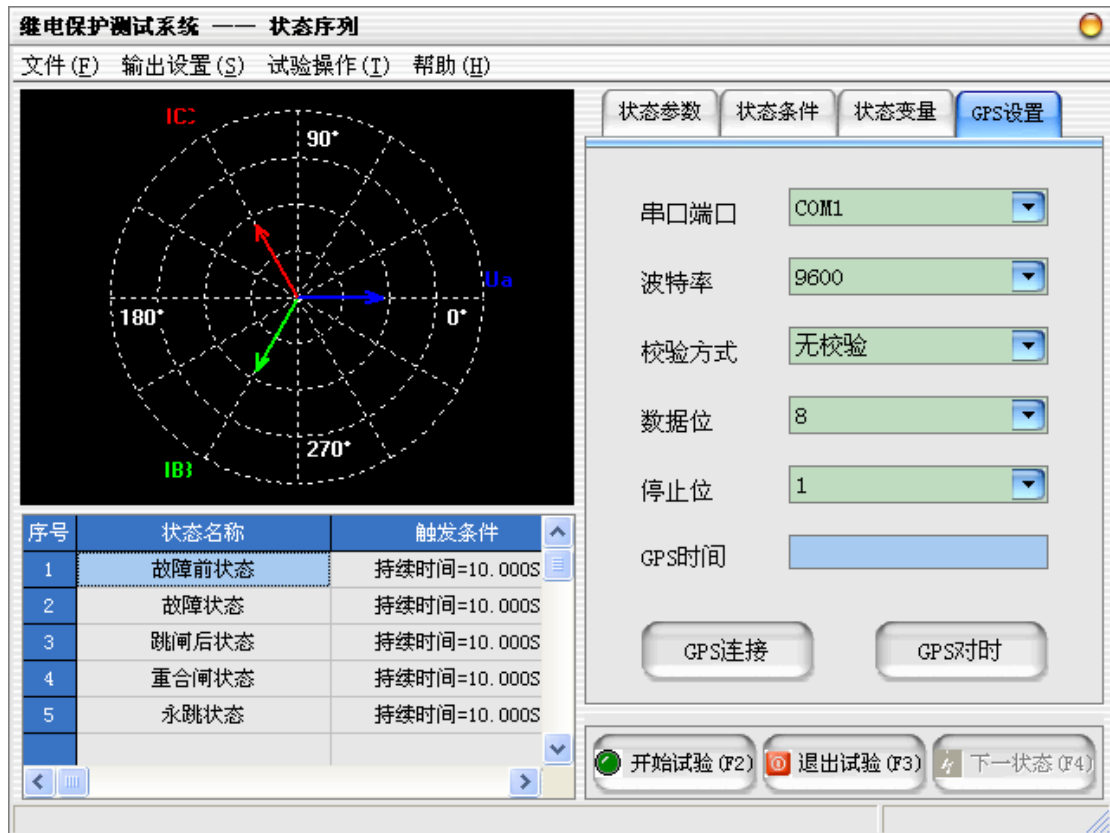 继电保护测试系统 —— 状态序列
文件(F) 输出设置(S) 试验操作(T) 帮助(H)
90°
Ua
180°
0°
270°
状态参数 状态条件 状态变量 GPS设置
串口端口 COM1
波特率 9600
校验方式 无校验
数据位 8
停止位 1
GPS时间
GPS连接 GPS对时
序号 状态名称 触发条件
1 故障前状态 持续时间=10.000S
2 故障状态 持续时间=10.000S
3 跳闸后状态 持续时间=10.000S
4 重合闸状态 持续时间=10.000S
5 永跳状态 持续时间=10.000S
开始试验(F2) 退出试验(F3) 下一状态(F4)